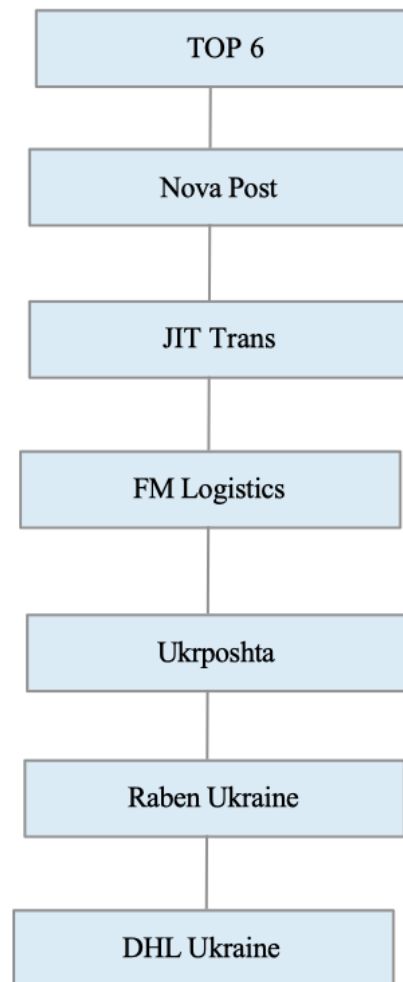 TOP 6
Nova Post
JIT Trans
FM Logistics
Ukrposhta
Raben Ukraine
DHL Ukraine